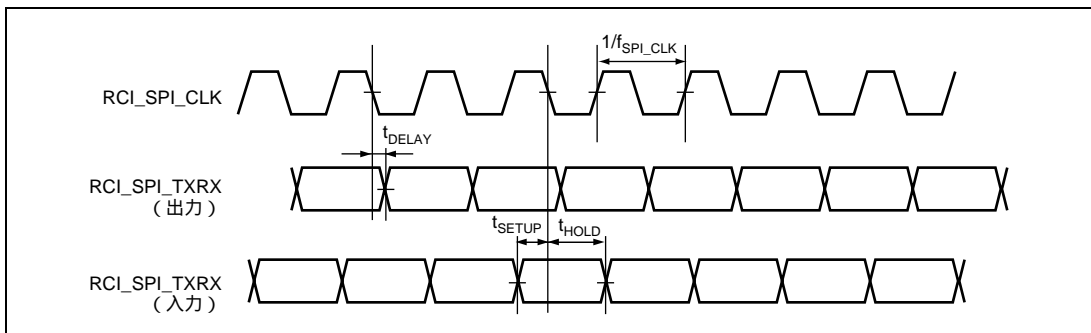 1/fSPI_CLK
RCI_SPI_CLK
tDELAY
RCI_SPI_TXRX
（出力）
tSETUP tHOLD
RCI_SPI_TXRX
（入力）